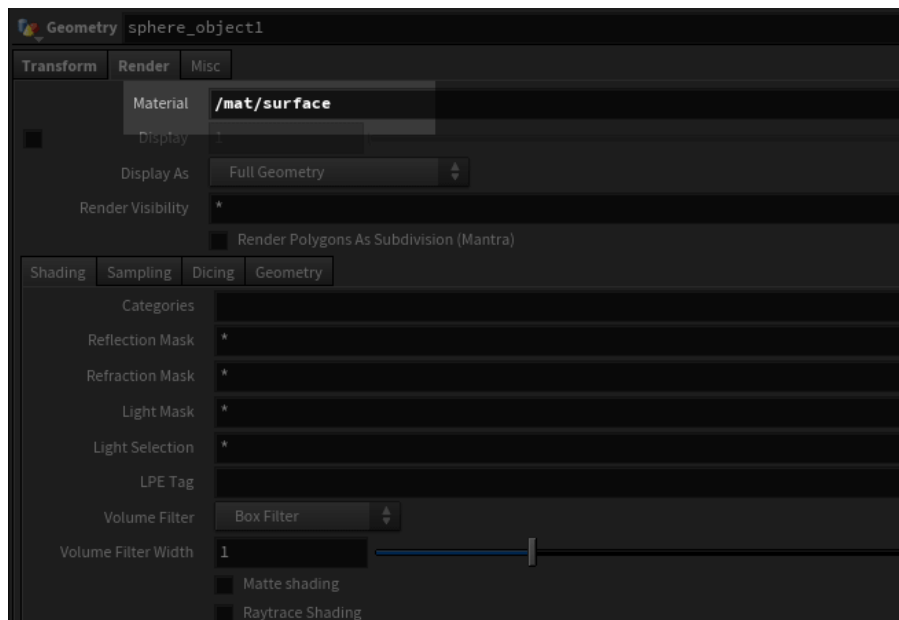 Geometry sphere_object1
Transform Render Misc
Material /mat/surface
Display 1
Display As Full Geometry
Render Visibility *
Render Polygons As Subdivision (Mantra)
Shading Sampling Dicing Geometry
Categories
Reflection Mask *
Refraction Mask *
Light Mask *
Light Selection *
LPE Tag
Volume Filter Box Filter
Volume Filter Width 1
Matte shading
Raytrace Shading